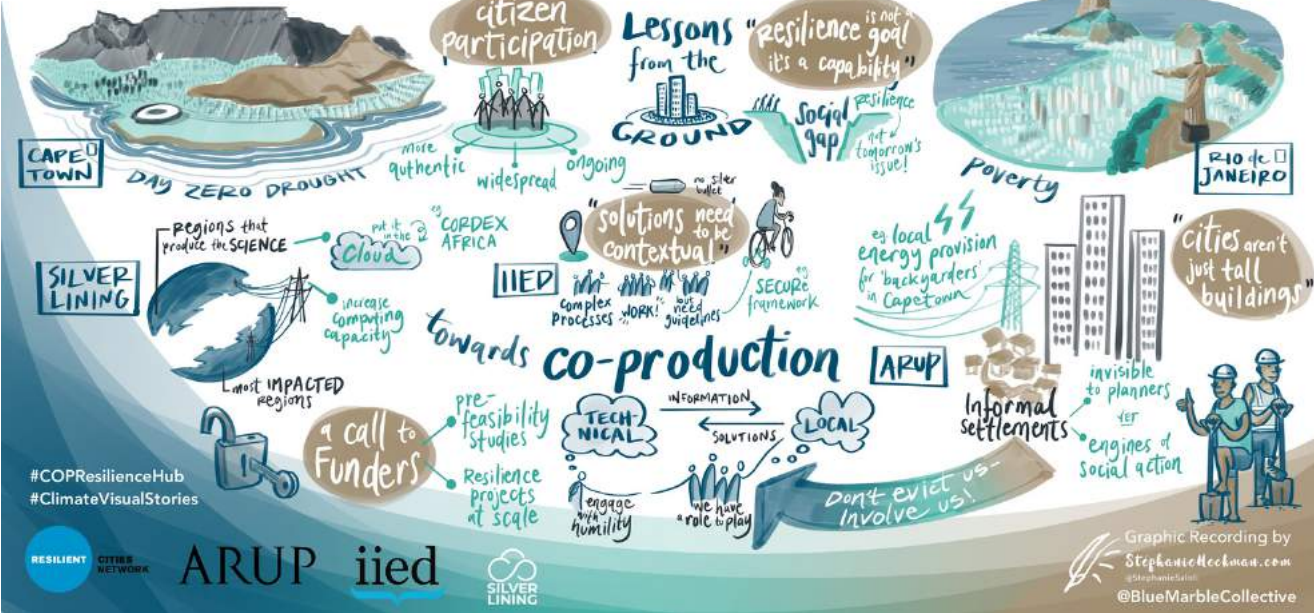 citizen
participation
more
authentic
widespread
ongoing
Lessons
from the
GROUND
"Resilience is not a
goal
it's a capability"
social
gap
resilience
not
tomorrow's
issue!
CAPE
TOWN
DAY ZERO DROUGHT
Poverty
RIO de
JANEIRO
SILVER
LINING
Regions that
produce the SCIENCE
put it
in the
Cloud
eg
CORDEX
AFRICA
increase
computing
capacity
most IMPACTED
Regions
no silver
bullet
"solutions need
to be
contextual"
IIED
complex
processes
WORK!
but
need
guidelines
eg
SECURE
framework
eg local
energy provision
for 'backyarders'
in Capetown
"cities aren't
just tall
buildings"
towards co-production
ARUP
Informal
settlements
invisible
to planners
YET
engines of
social action
a call to
Funders
pre-
feasibility
studies
Resilience
projects
at scale
TECH-
NICAL
INFORMATION
SOLUTIONS
LOCAL
engage
with
humility
we have
a role to play
Don't evict us-
Involve us!
#COPResilienceHub
#ClimateVisualStories
RESILIENT CITIES
NETWORK
ARUP
iied
SILVER
LINING
Graphic Recording by
StephanieHeckman.com
@BlueMarbleCollective